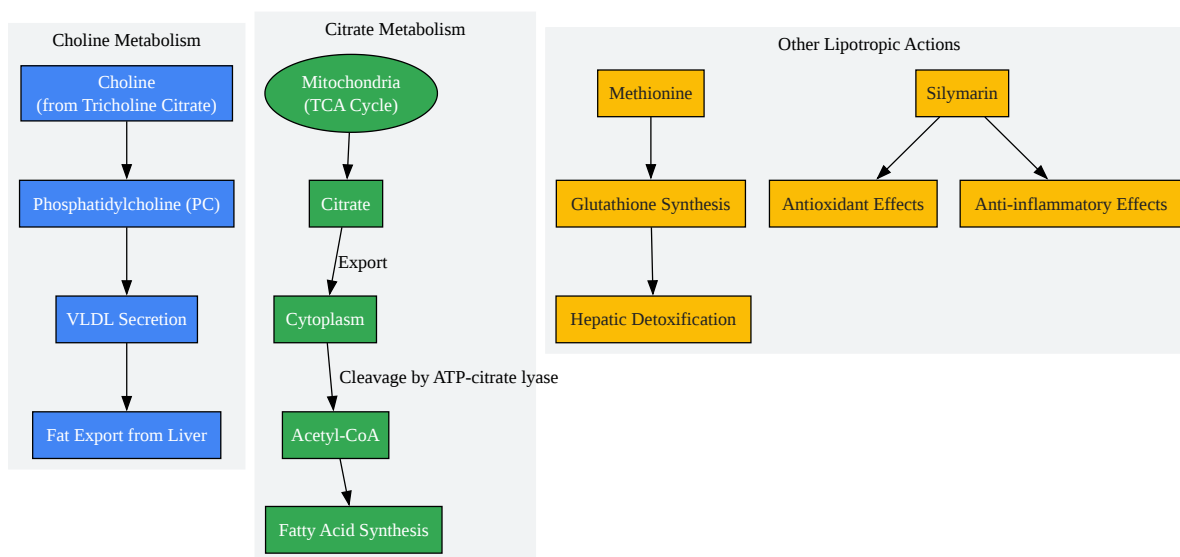 Choline Metabolism
Choline
(from Tricholine Citrate)
Phosphatidylcholine (PC)
VLDL Secretion
Fat Export from Liver
Citrate Metabolism
Mitochondria
(TCA Cycle)
Citrate
Export
Cytoplasm
Cleavage by ATP-citrate lyase
Acetyl-CoA
Fatty Acid Synthesis
Other Lipotropic Actions
Methionine
Glutathione Synthesis
Hepatic Detoxification
Silymarin
Antioxidant Effects
Anti-inflammatory Effects